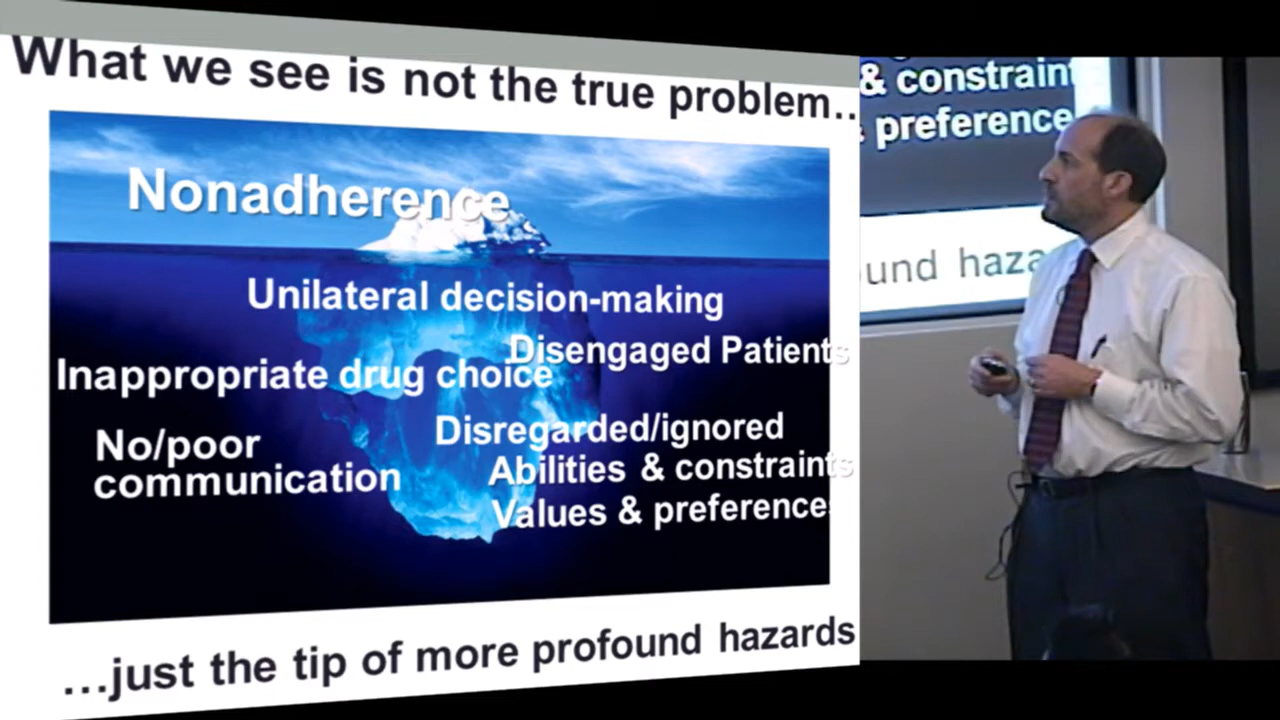 What we see is not the true problem..
Nonadherence
Unilateral decision-making
Disengaged Patients
Inappropriate drug choice
No/poor
communication
Disregarded/ignored
Abilities & constraints
Values & preference
...just the tip of more profound hazards
& constraint
preference
und haza